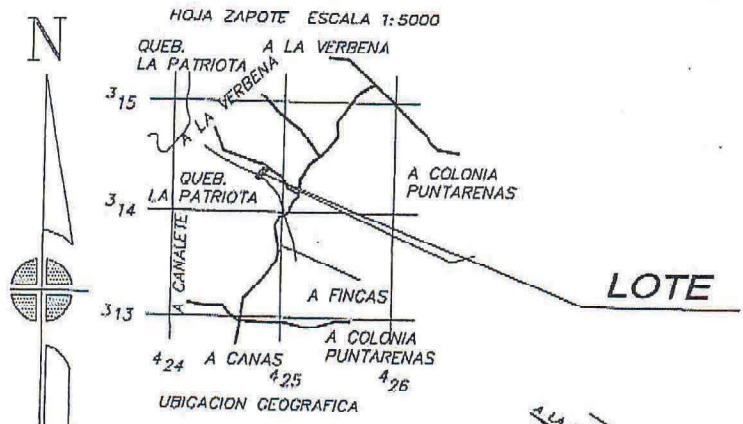 N
HOJA ZAPOTE ESCALA 1:5000
QUEB.
LA PATRIOTA
A LA VERBENA
A LA VERBENA
315
QUEB.
LA PATRIOTA
A COLONIA
PUNTARENAS
314
A CANALETE
A FINCAS
LOTE
313
A COLONIA
PUNTARENAS
A CANAS
424
425
426
UBICACION GEOGRAFICA
A LA